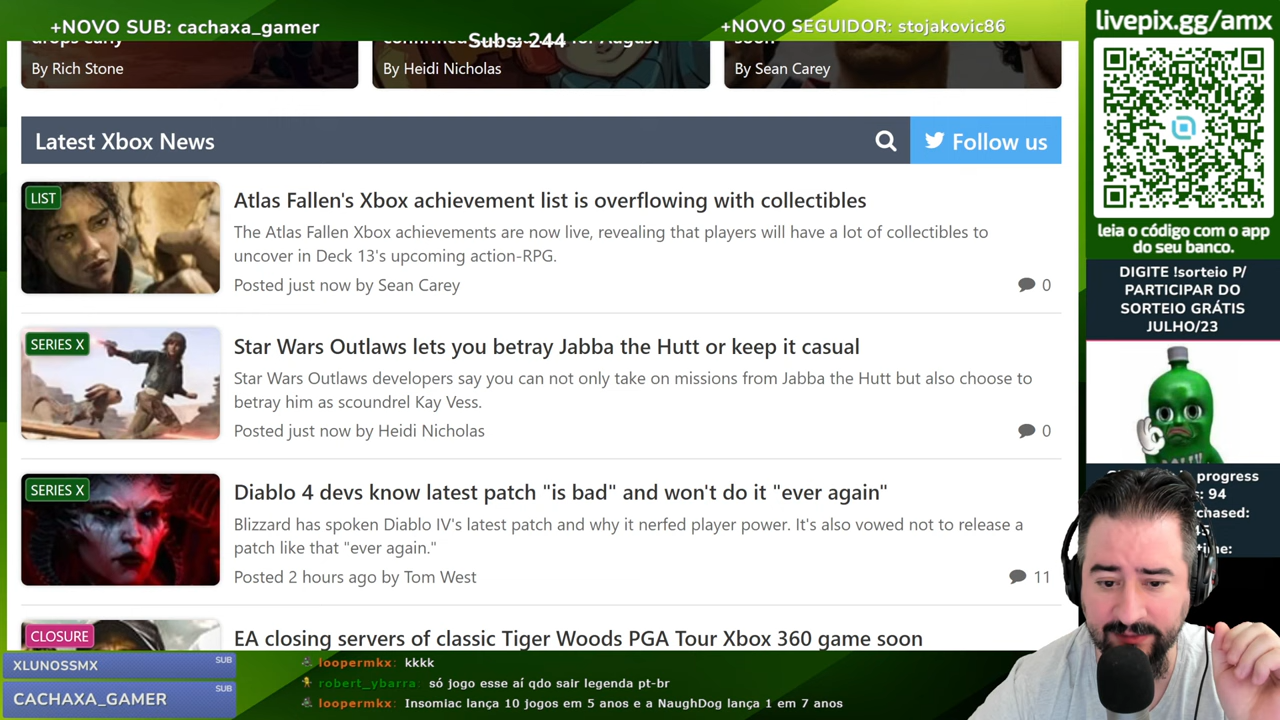 +NOVO SUB: cachaxa_gamer
Subs: 244
+NOVO SEGUIDOR: stojakovic86
livepix.gg/amx
By Rich Stone
By Heidi Nicholas
soon
By Sean Carey
Latest Xbox News
Follow us
leia o código com o app
do seu banco.
DIGITE !sorteio P/
PARTICIPAR DO
SORTEIO GRÁTIS
JULHO/23
LIST
Atlas Fallen's Xbox achievement list is overflowing with collectibles
The Atlas Fallen Xbox achievements are now live, revealing that players will have a lot of collectibles to
uncover in Deck 13's upcoming action-RPG.
Posted just now by Sean Carey
0
SERIES X
Star Wars Outlaws lets you betray Jabba the Hutt or keep it casual
Star Wars Outlaws developers say you can not only take on missions from Jabba the Hutt but also choose to
betray him as scoundrel Kay Vess.
Posted just now by Heidi Nicholas
0
SERIES X
Diablo 4 devs know latest patch "is bad" and won't do it "ever again"
Blizzard has spoken Diablo IV's latest patch and why it nerfed player power. It's also vowed not to release a
patch like that "ever again."
Posted 2 hours ago by Tom West
11
progress
94
CLOSURE
EA closing servers of classic Tiger Woods PGA Tour Xbox 360 game soon
XLUNOSSMX
SUB
CACHAXA_GAMER
SUB
loopermkx: kkkk
robert_ybarra: só jogo esse aí qdo sair legenda pt-br
loopermkx: Insomiac lança 10 jogos em 5 anos e a NaughDog lança 1 em 7 anos